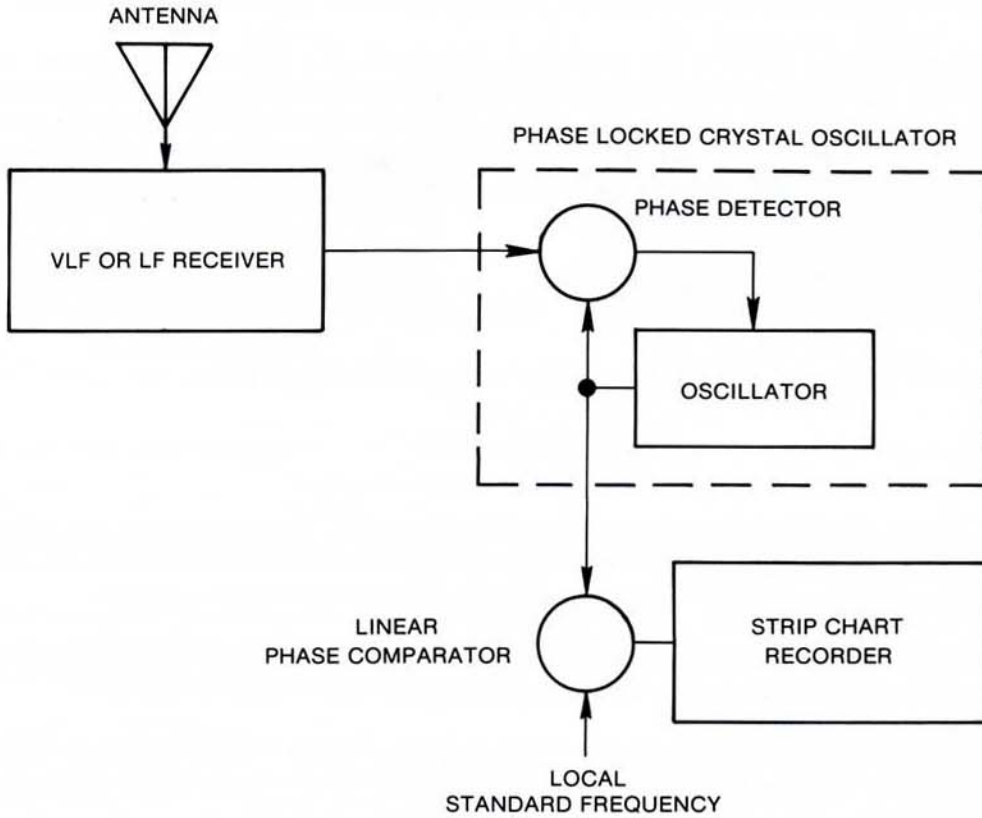 ANTENNA
PHASE LOCKED CRYSTAL OSCILLATOR
PHASE DETECTOR
VLF OR LF RECEIVER
OSCILLATOR
LINEAR
PHASE COMPARATOR
STRIP CHART
RECORDER
LOCAL
STANDARD FREQUENCY